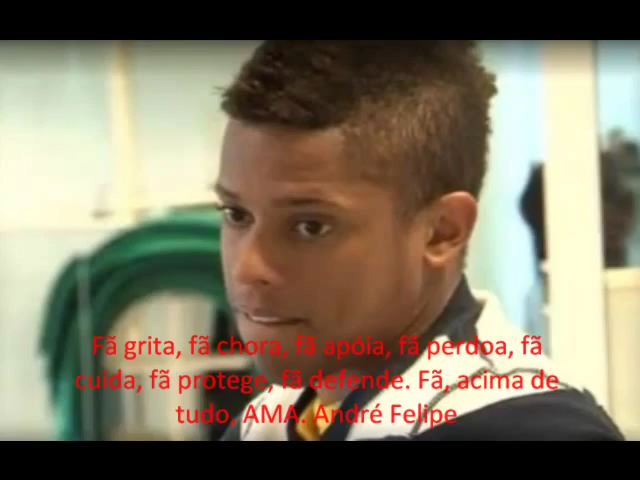 Fã grita, fã chora, fã apóia, fã perdoa, fã
cuida, fã protege, fã defende. Fã, acima de
tudo, AMA. André Felipe